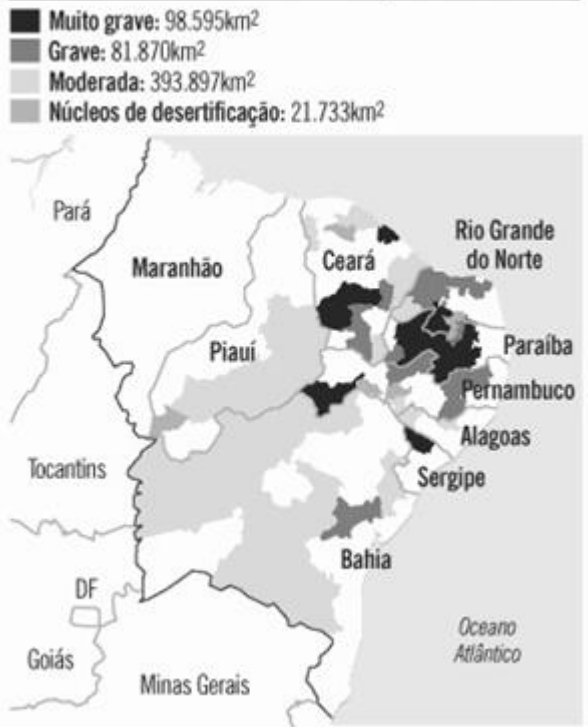 Muito grave: 98.595km²
Grave: 81.870km²
Moderada: 393.897km²
Núcleos de desertificação: 21.733km²
Pará
Maranhão
Ceará
Rio Grande
do Norte
Piauí
Paraíba
Pernambuco
Alagoas
Tocantins
Sergipe
Bahia
DF
Goiás
Minas Gerais
Oceano
Atlântico